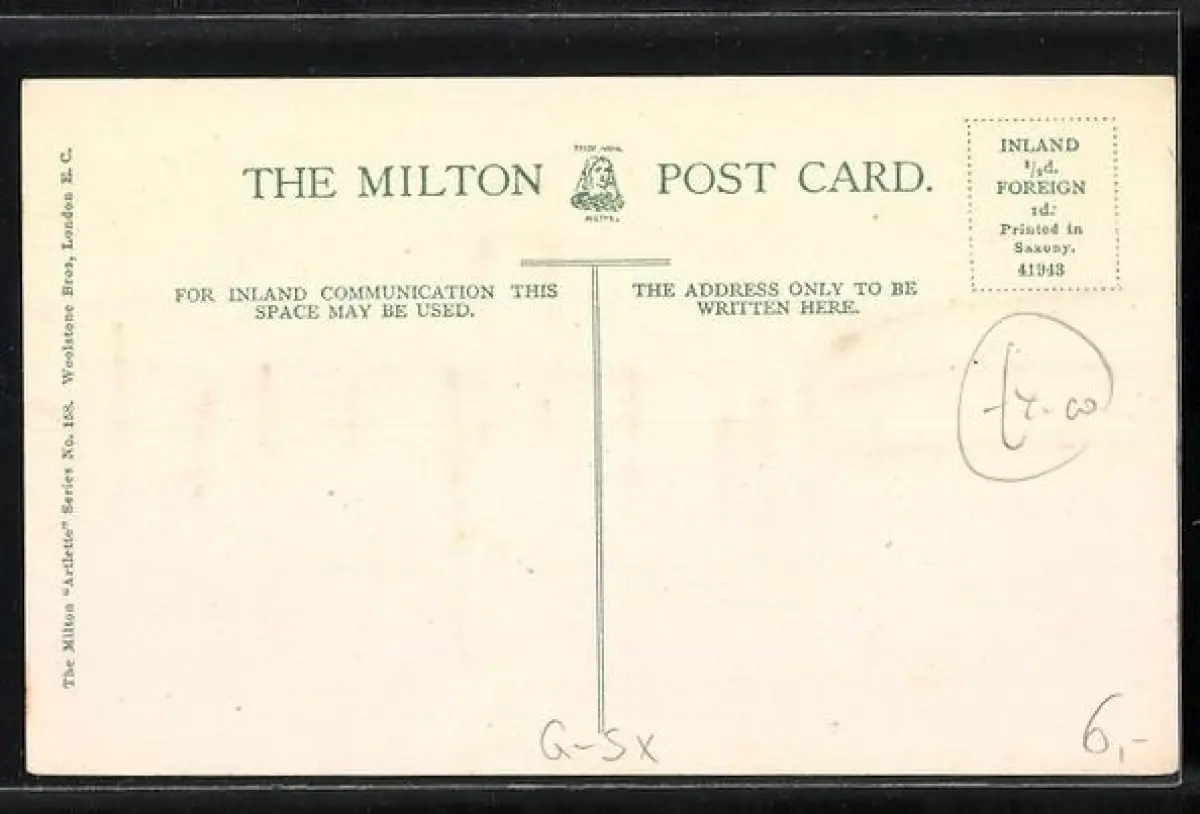 THE MILTON POST CARD.
INLAND
½d.
FOREIGN
1d.
Printed in
Saxony.
41943
FOR INLAND COMMUNICATION THIS
SPACE MAY BE USED.
THE ADDRESS ONLY TO BE
WRITTEN HERE.
The Milton "Artlette" Series No. 158. Woolstone Bros, London E. C.
G-SX
6,-